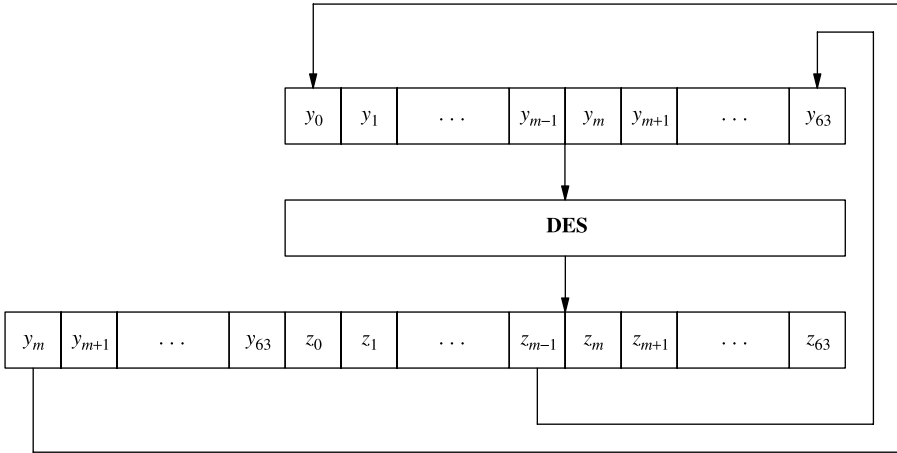 y₀ y₁ . . . yₘ₋₁ yₘ yₘ₊₁ . . . y₆₃
DES
yₘ yₘ₊₁ . . . y₆₃ z₀ z₁ . . . zₘ₋₁ zₘ zₘ₊₁ . . . z₆₃